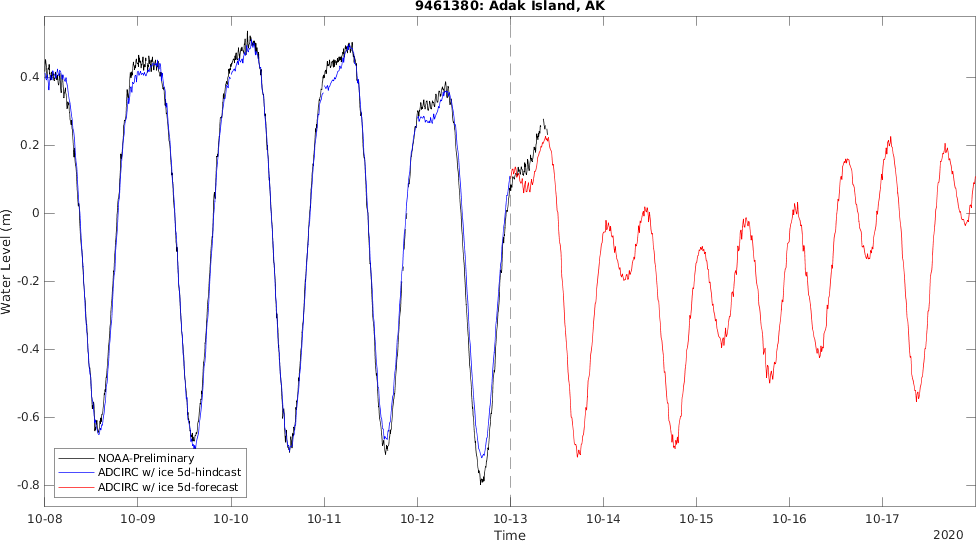 9461380: Adak Island, AK
Water Level (m)
0.4
0.2
0
-0.2
-0.4
-0.6
-0.8
NOAA-Preliminary
ADCIRC w/ ice 5d-hindcast
ADCIRC w/ ice 5d-forecast
10-08 10-09 10-10 10-11 10-12 10-13 10-14 10-15 10-16 10-17
Time
2020